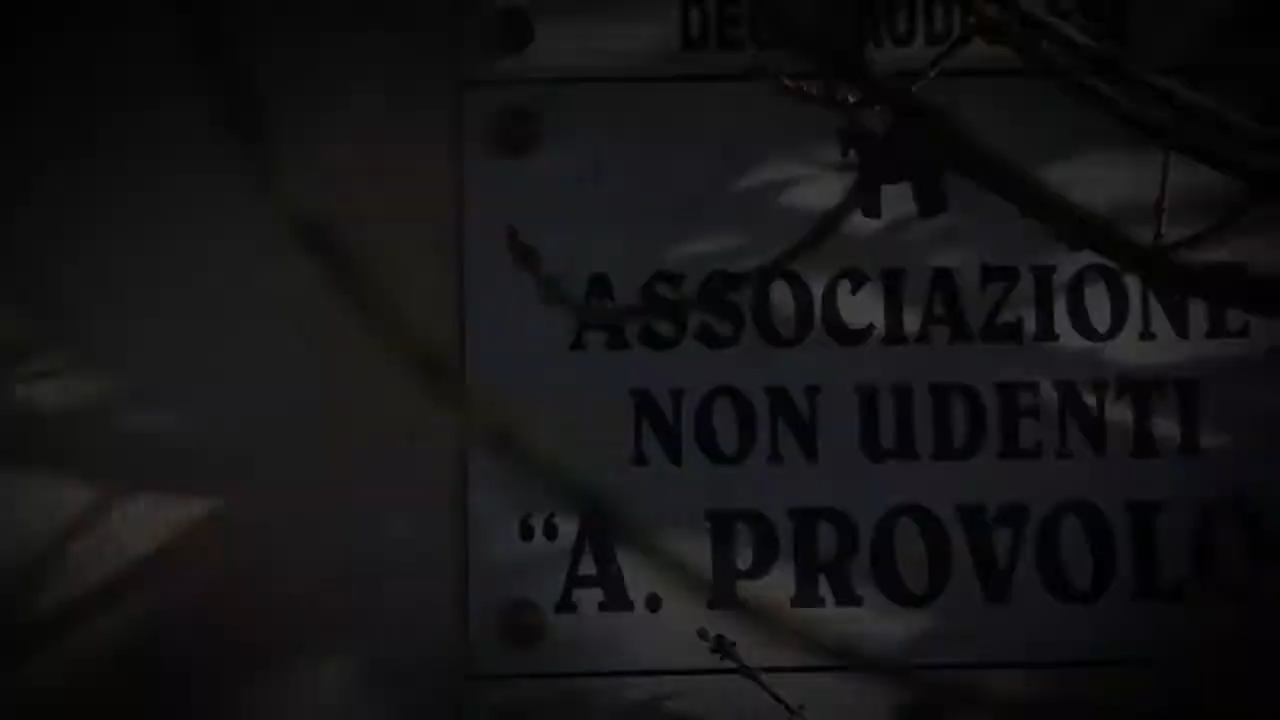 ASSOCIAZIONE
NON UDENTI
“A. PROVOLO